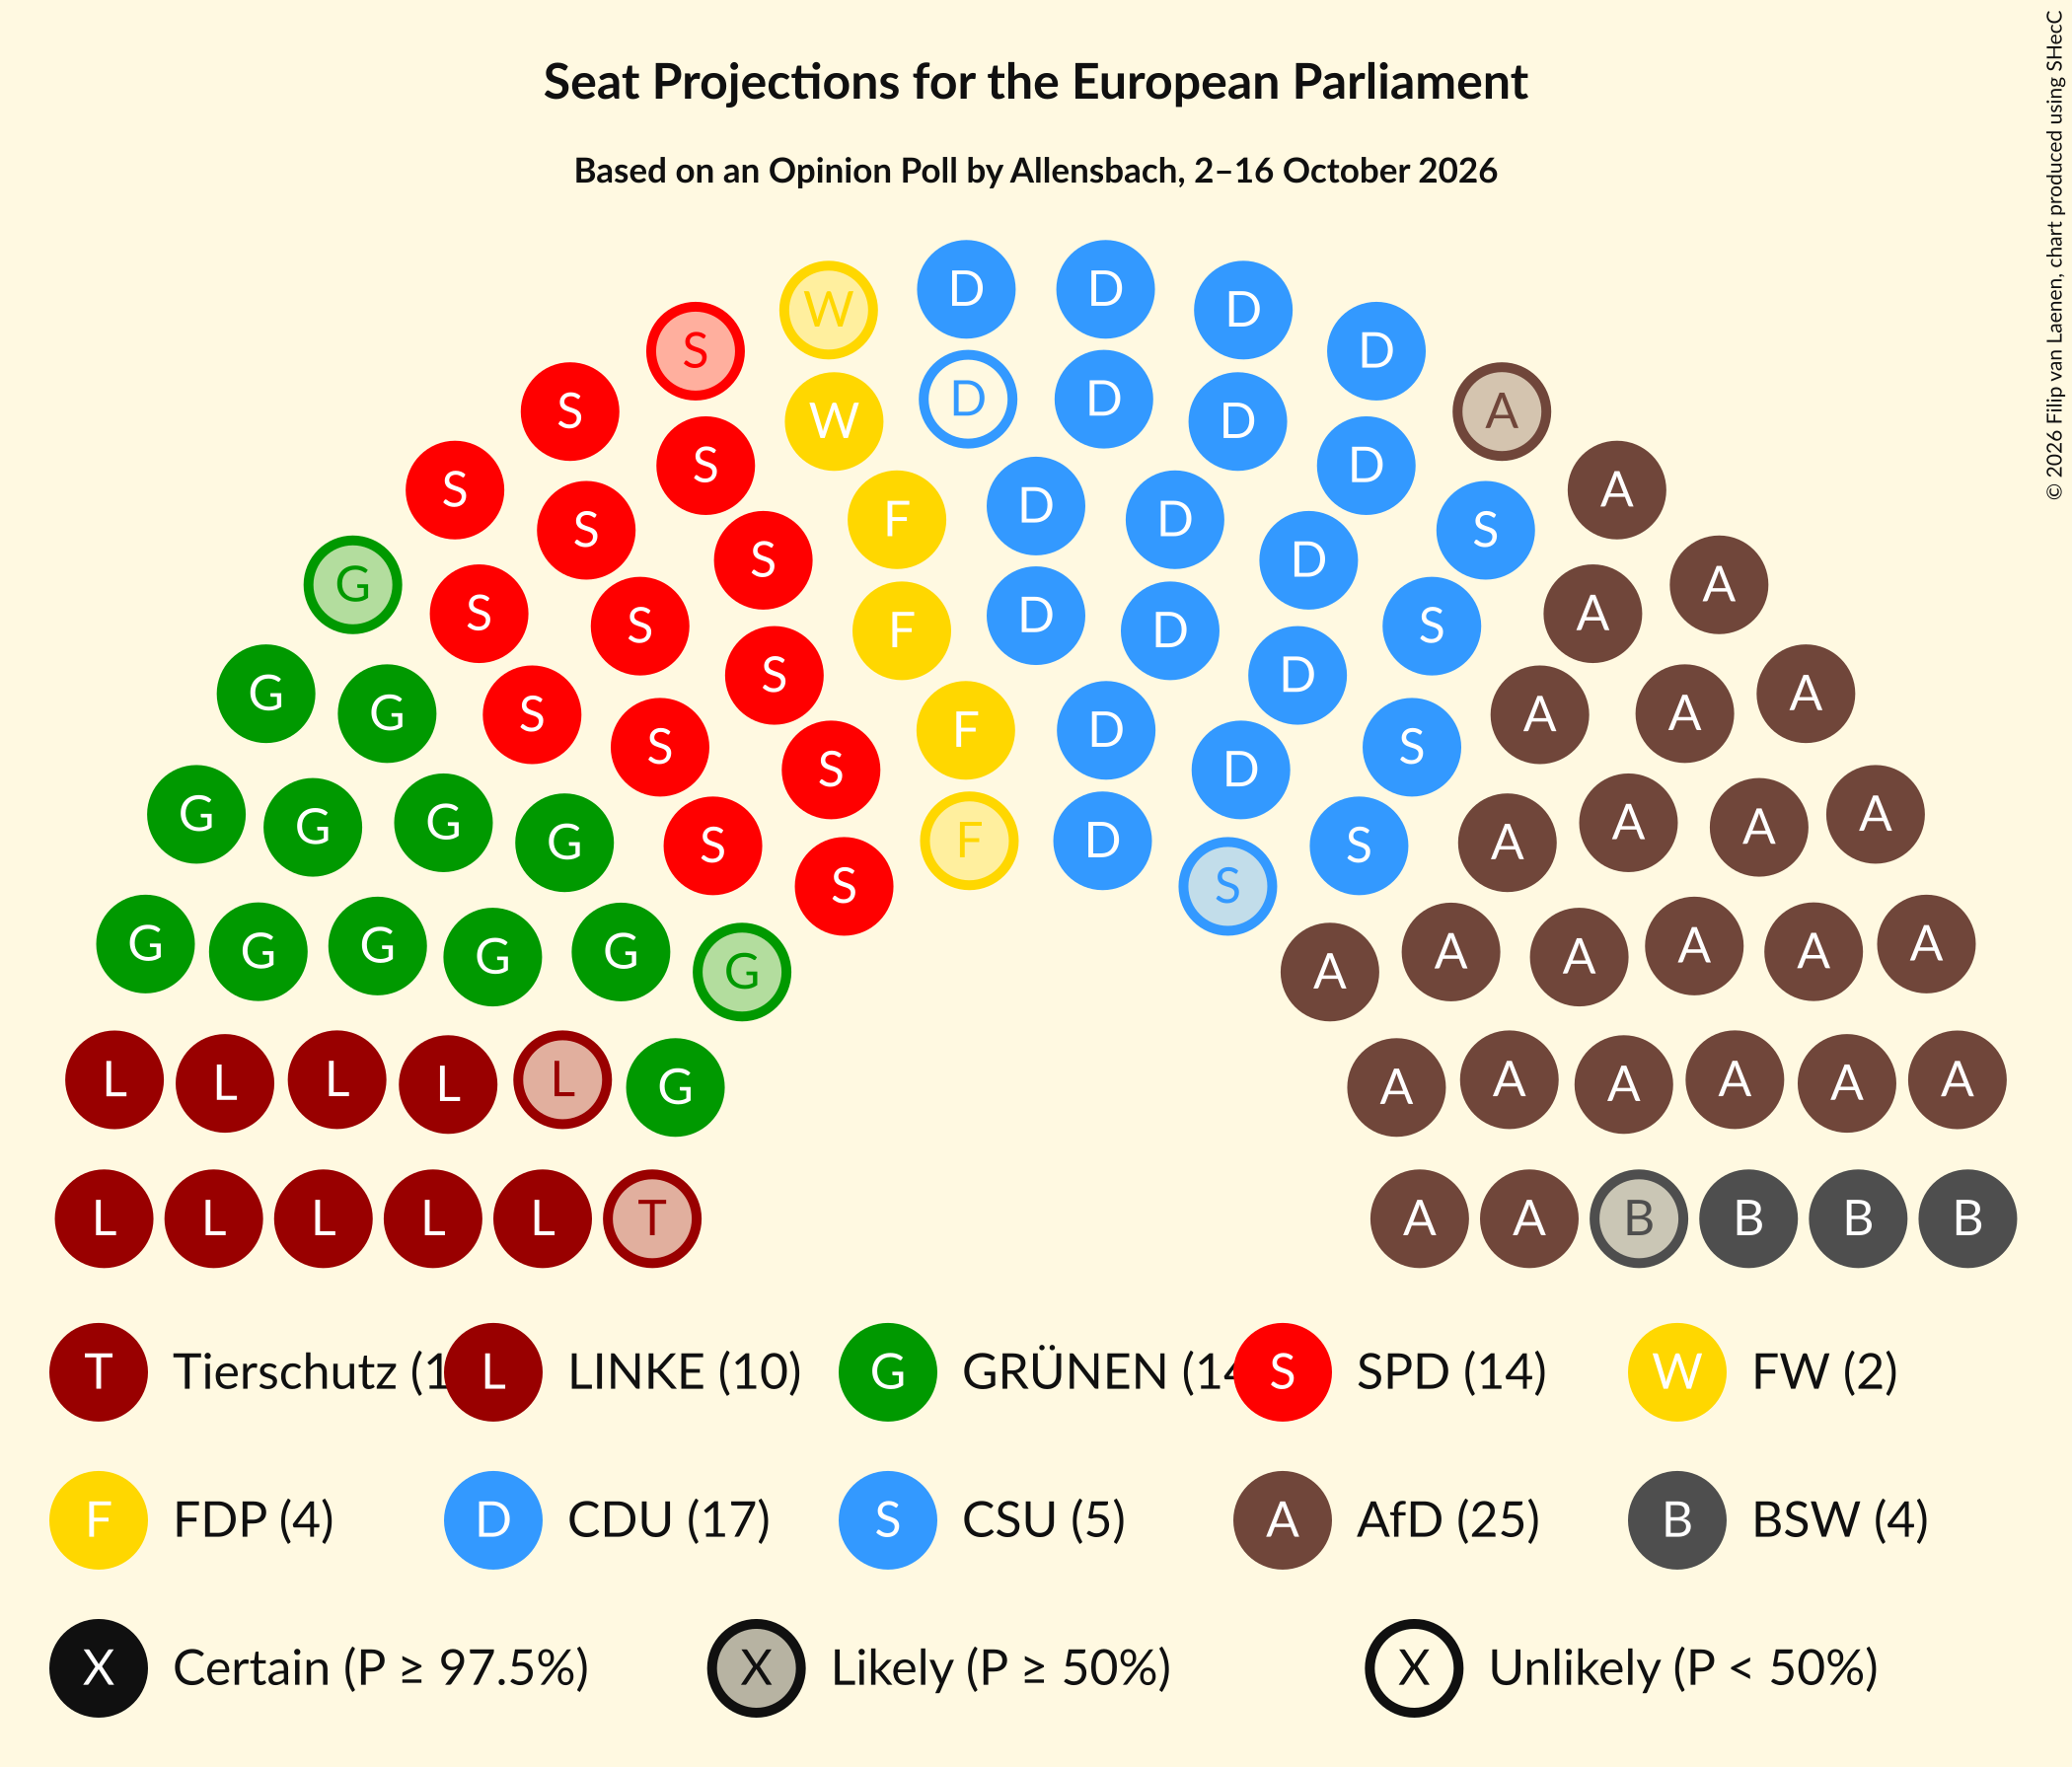 Seat Projections for the European Parliament
Based on an Opinion Poll by Allensbach, 2–16 October 2026
© 2026 Filip van Laenen, chart produced using SHecC
W D D D
S D
W D D D
S A
S D
S F D D A
S S D S
G A
S S F D D S A
S D
G G S A A A
S F D D S
G G G G S S F D D S A A A A
S S
G G G G G G A A A A A A
L L L L L G A A A A A A
L L L L L T A A B B B B
T Tierschutz (1 L LINKE (10) G GRÜNEN (14 S SPD (14) W FW (2)
F FDP (4) D CDU (17) S CSU (5) A AfD (25) B BSW (4)
X Certain (P ≥ 97.5%) X Likely (P ≥ 50%) X Unlikely (P < 50%)